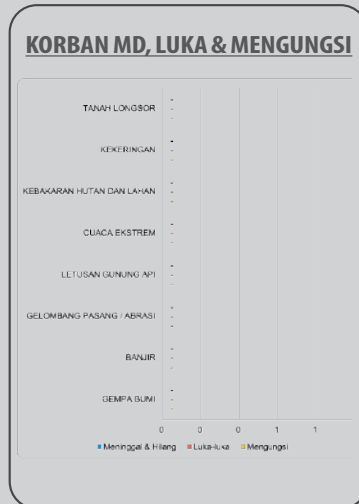 KORBAN MD, LUKA & MENGUNGSI
TANAH LONGSOR
-
-
-
KEKERINGAN
-
-
-
KEBAKARAN HUTAN DAN LAHAN
-
-
-
CUACA EKSTREM
-
-
-
LETUSAN GUNUNG API
-
-
-
GELOMBANG PASANG / ABRASI
-
-
-
BANJIR
-
-
-
GEMPA BUMI
-
-
-
0 0 0 1 1
Meninggal & Hilang Luka-luka Mengungsi